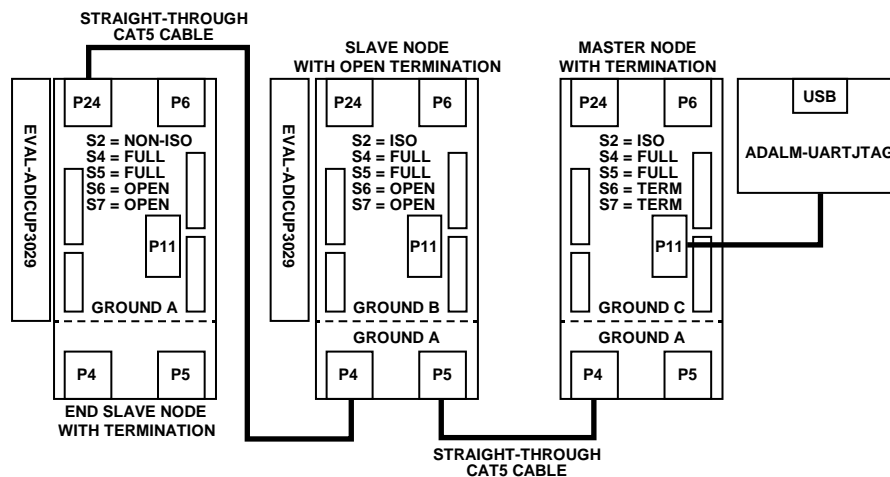 STRAIGHT-THROUGH
CAT5 CABLE
EVAL-ADICUP3029
P24
P6
S2 = NON-ISO
S4 = FULL
S5 = FULL
S6 = OPEN
S7 = OPEN
P11
GROUND A
P4
P5
END SLAVE NODE
WITH TERMINATION
SLAVE NODE
WITH OPEN TERMINATION
EVAL-ADICUP3029
P24
P6
S2 = ISO
S4 = FULL
S5 = FULL
S6 = OPEN
S7 = OPEN
P11
GROUND B
GROUND A
P4
P5
STRAIGHT-THROUGH
CAT5 CABLE
MASTER NODE
WITH TERMINATION
P24
P6
S2 = ISO
S4 = FULL
S5 = FULL
S6 = TERM
S7 = TERM
P11
GROUND C
GROUND A
P4
P5
USB
ADALM-UARTJTAG